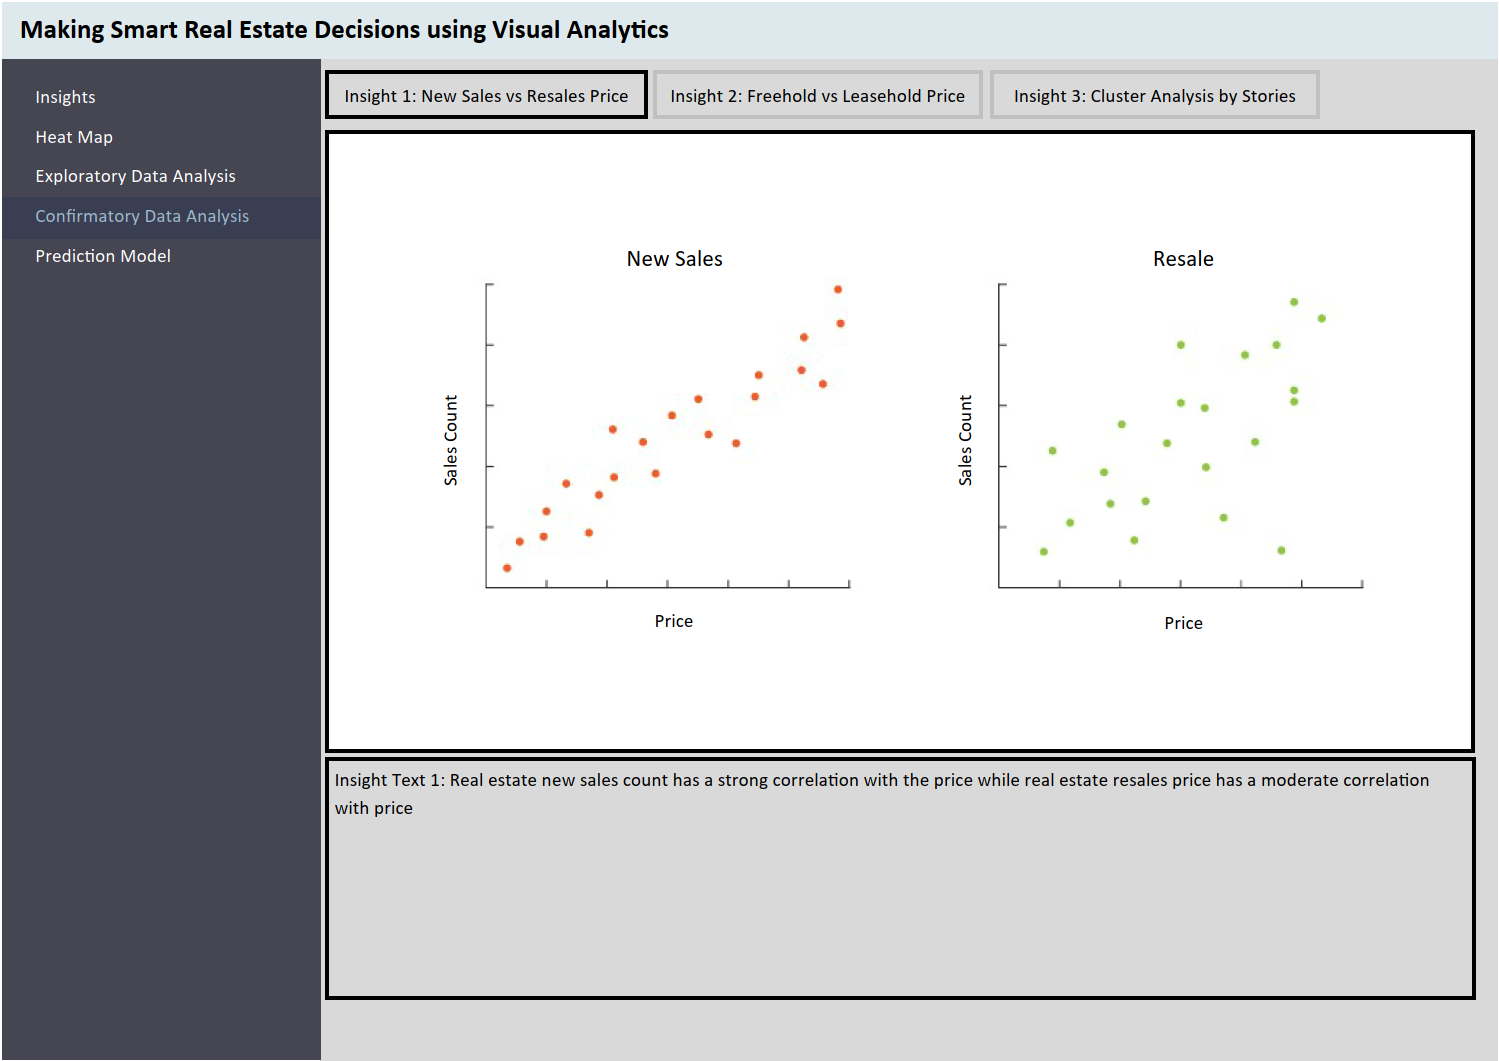 Making Smart Real Estate Decisions using Visual Analytics
Insights
Heat Map
Exploratory Data Analysis
Confirmatory Data Analysis
Prediction Model
Insight 1: New Sales vs Resales Price
Insight 2: Freehold vs Leasehold Price
Insight 3: Cluster Analysis by Stories
New Sales
Sales Count
Price
Resale
Sales Count
Price
Insight Text 1: Real estate new sales count has a strong correlation with the price while real estate resales price has a moderate correlation
with price